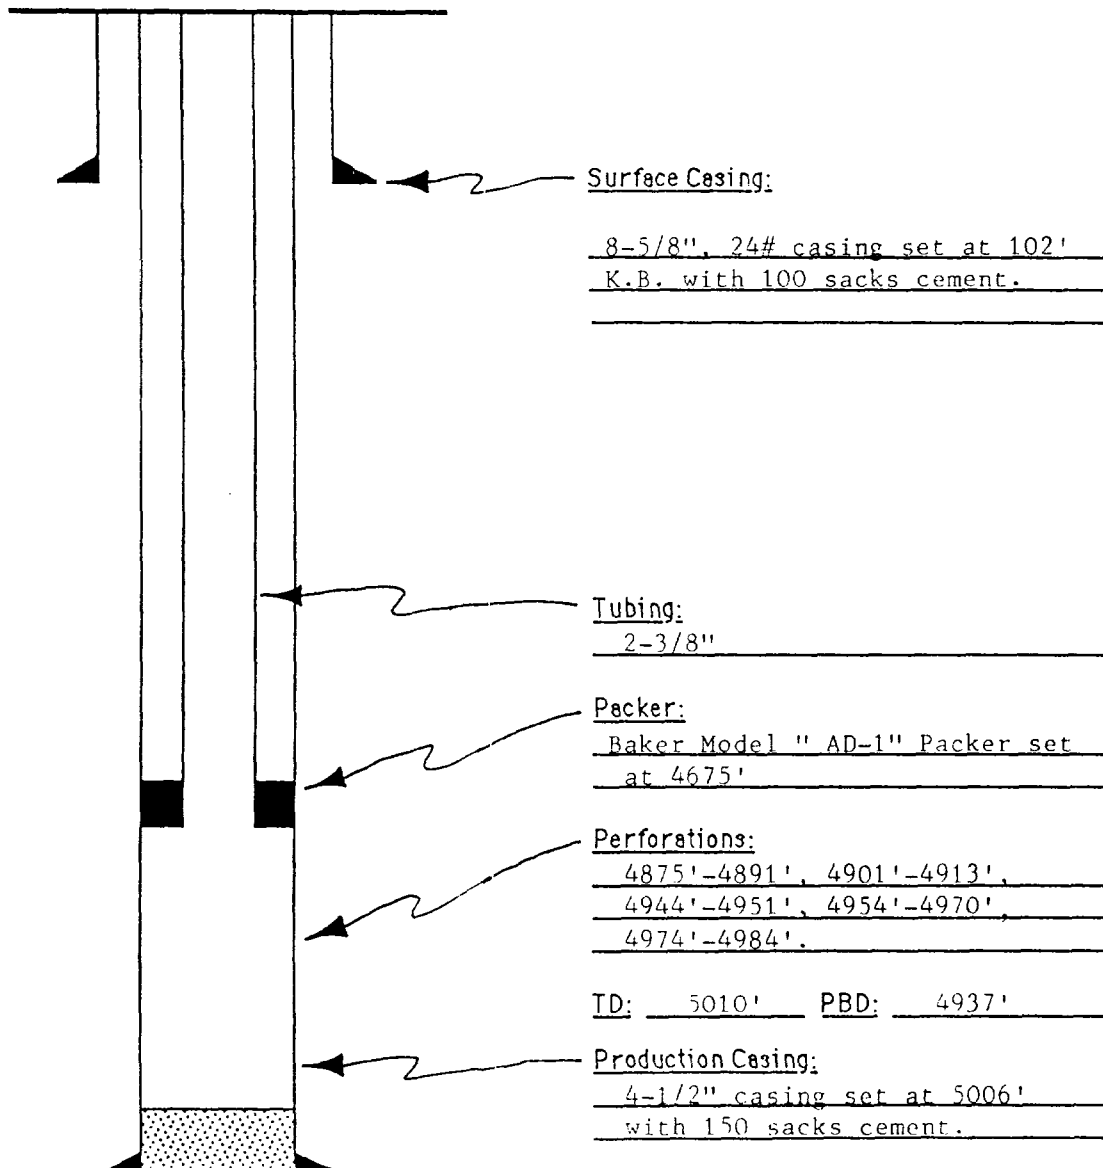 Surface Casing:
8-5/8", 24# casing set at 102'
K.B. with 100 sacks cement.
Tubing:
2-3/8"
Packer:
Baker Model " AD-1" Packer set
at 4675'
Perforations:
4875'-4891', 4901'-4913',
4944'-4951', 4954'-4970',
4974'-4984'.
TD: 5010' PBD: 4937'
Production Casing:
4-1/2" casing set at 5006'
with 150 sacks cement.